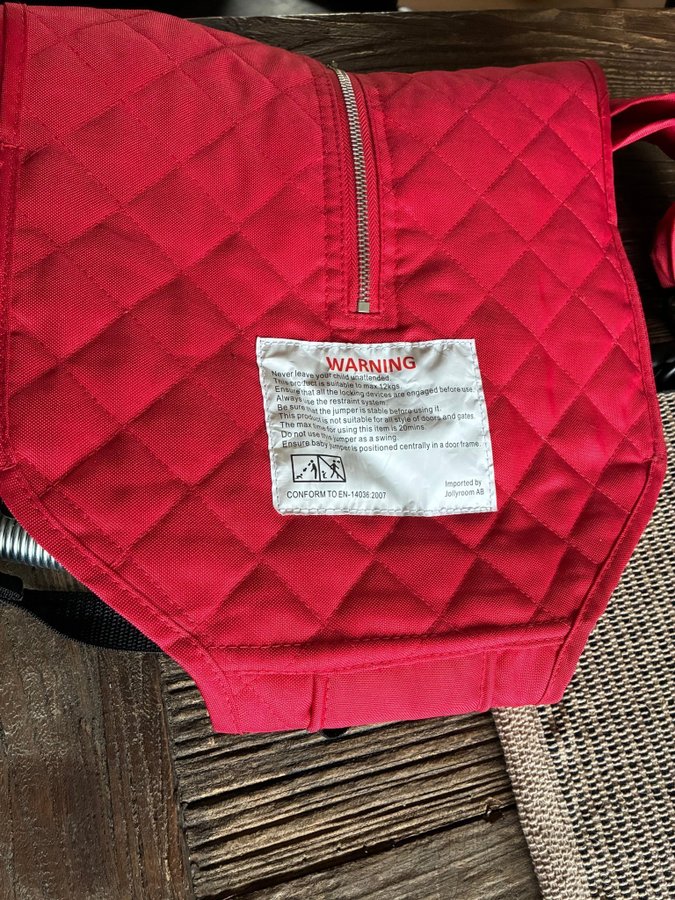 WARNING
Never leave your child unattended.
This product is suitable to max 12kgs.
Ensure that all the locking devices are engaged before use.
Always use the restraint system.
Be sure that the jumper is stable before using it.
This product is not suitable for all style of doors and gates.
The max time for using this item is 20mins.
Do not use this jumper as a swing.
Ensure baby jumper is positioned centrally in a door frame
CONFORM TO EN-14036:2007
Imported by
Jollyroom AB